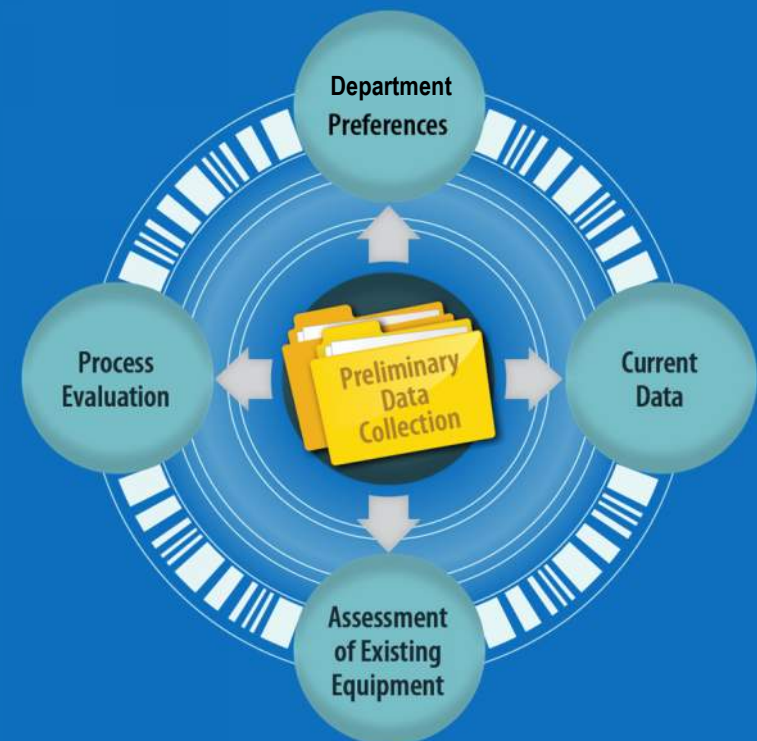 Department
Preferences
Process
Evaluation
Preliminary
Data
Collection
Current
Data
Assessment
of Existing
Equipment